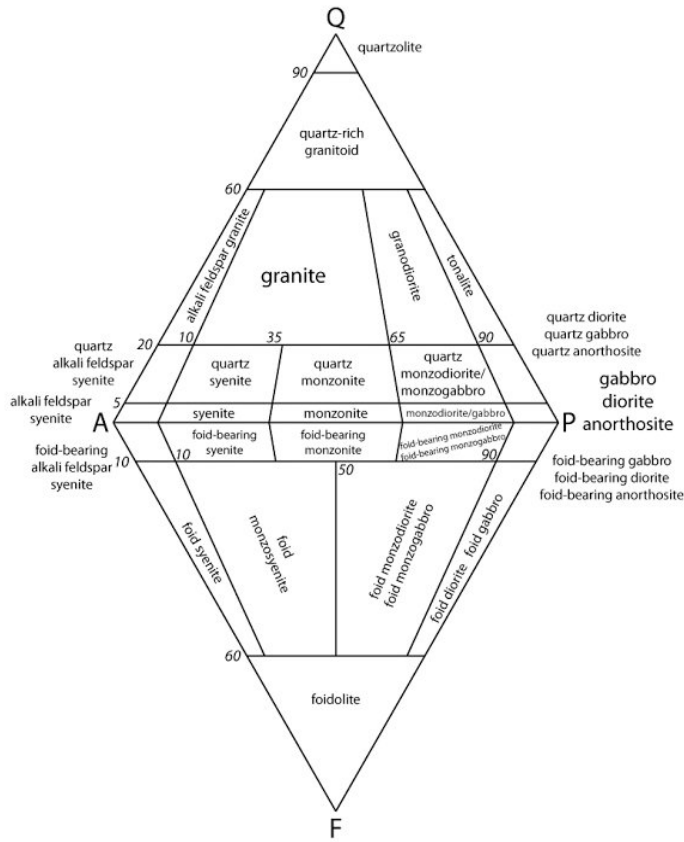 Q
quartzolite
90
quartz-rich
granitoid
60
alkali feldspar granite
granite
granodiorite
tonalite
20
10
35
65
90
quartz diorite
quartz gabbro
quartz anorthosite
quartz
alkali feldspar
syenite
quartz
syenite
quartz
monzonite
quartz
monzodiorite/
monzogabbro
alkali feldspar
syenite
5
syenite
monzonite
monzodiorite/gabbro
gabbro
diorite
anorthosite
A
P
foid-bearing
alkali feldspar
syenite
10
10
foid-bearing
syenite
foid-bearing
monzonite
foid-bearing monzodiorite
foid-bearing monzogabbro
50
90
foid-bearing gabbro
foid-bearing diorite
foid-bearing anorthosite
foid syenite
foid
monzosyenite
foid monzodiorite
foid monzogabbro
foid diorite foid gabbro
60
foidolite
F